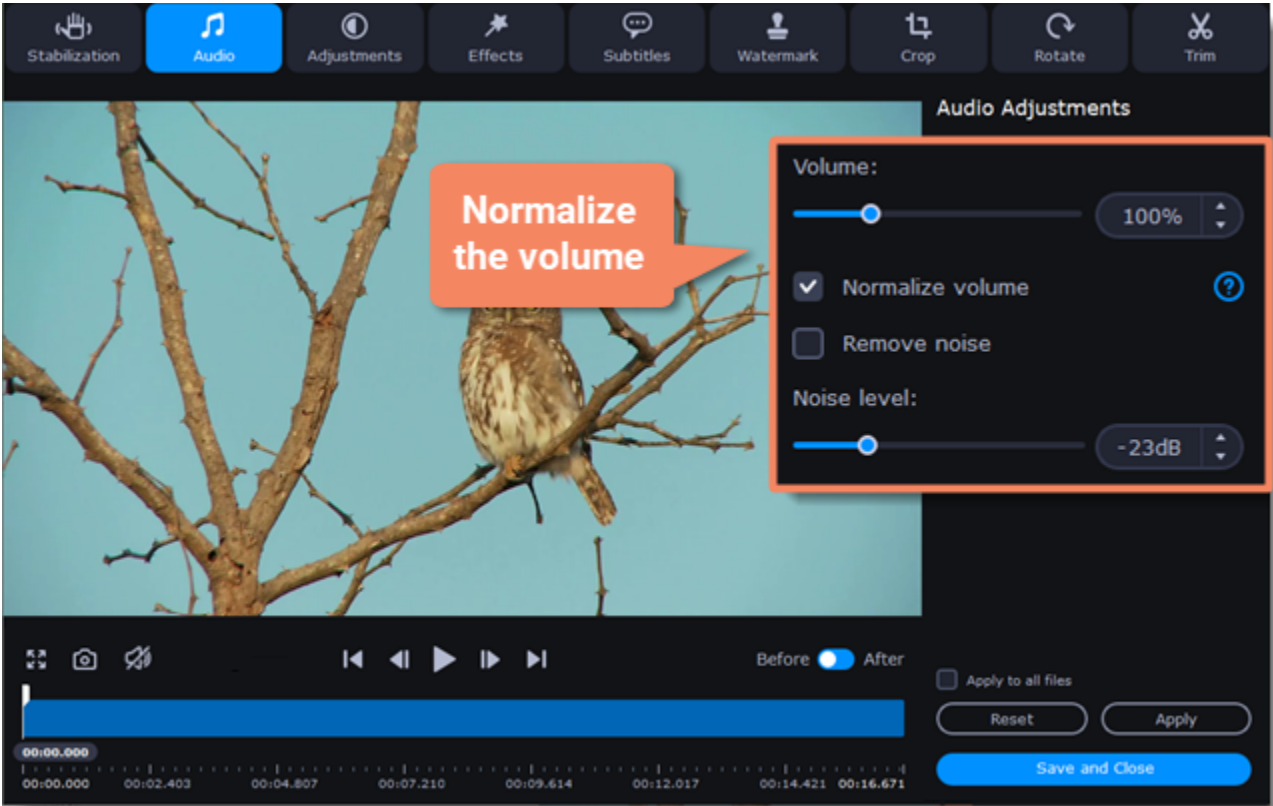 Stabilization
Audio
Adjustments
Effects
Subtitles
Watermark
Crop
Rotate
Trim
Audio Adjustments
Normalize
the volume
Volume:
100%
Normalize volume
?
Remove noise
Noise level:
-23dB
Before
After
Apply to all files
Reset
Apply
00:00.000
00:00.000 00:02.403 00:04.807 00:07.210 00:09.614 00:12.017 00:14.421 00:16.671
Save and Close